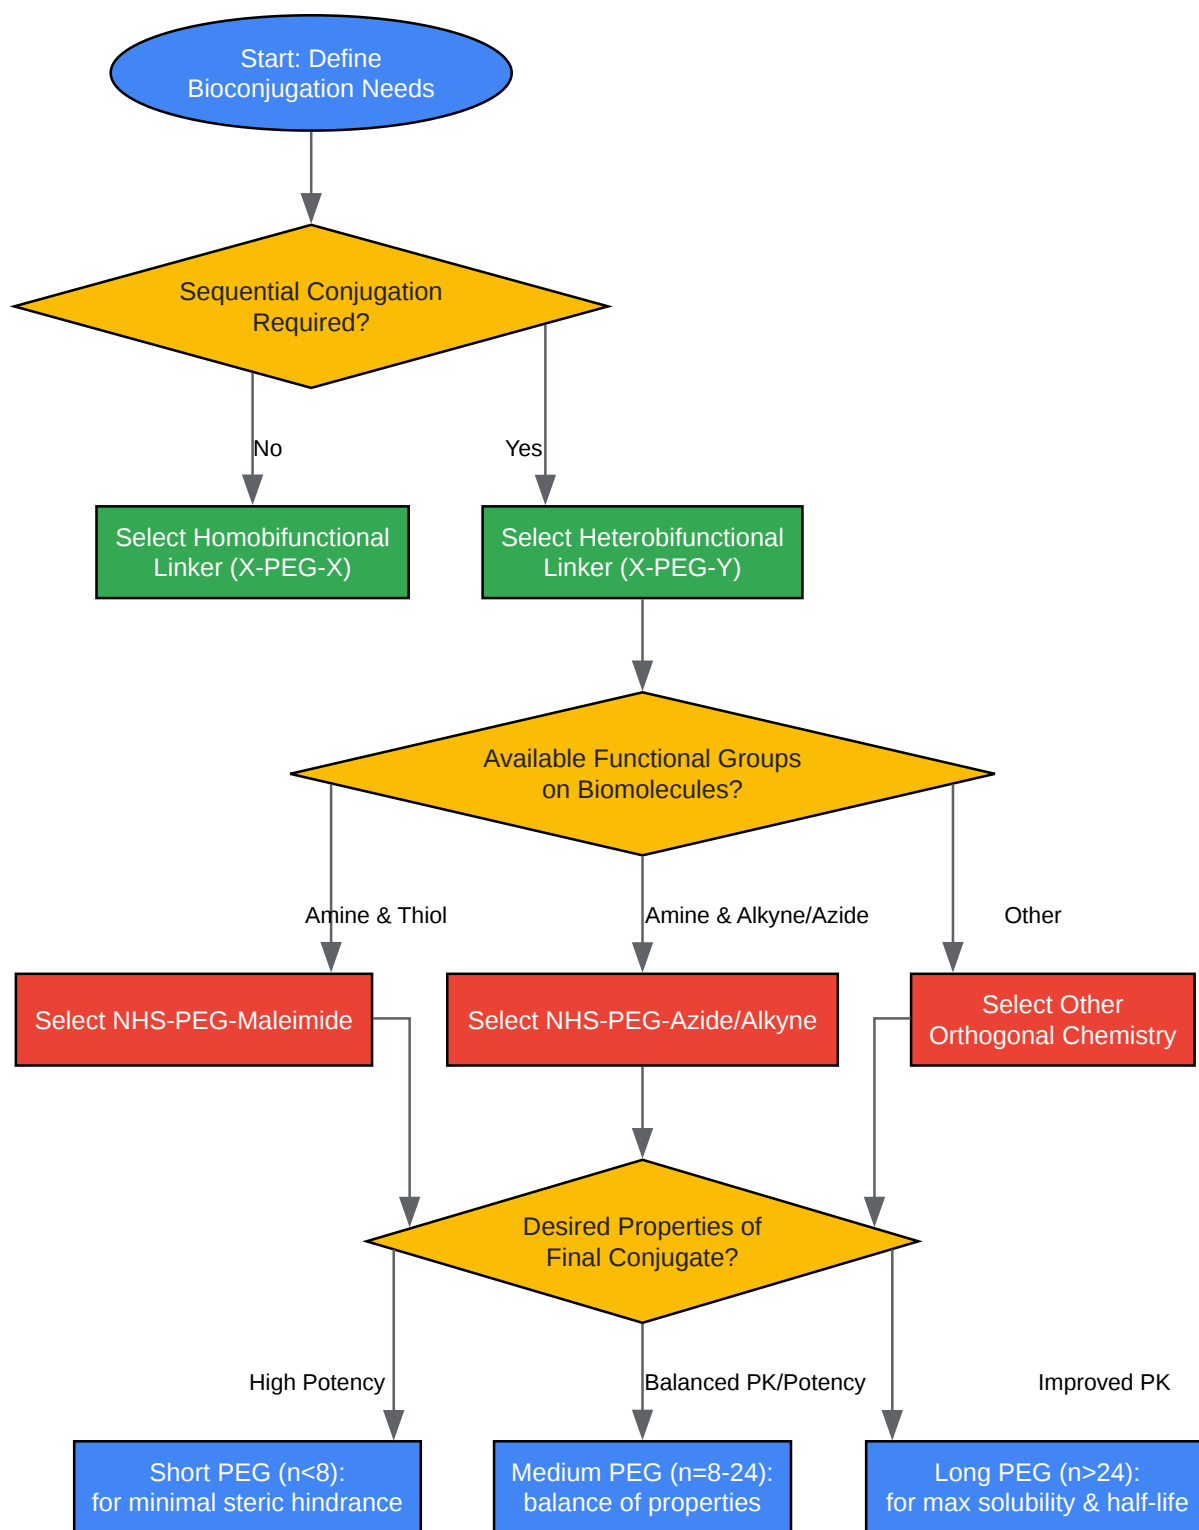 Start: Define
Bioconjugation Needs
Sequential Conjugation
Required?
No
Yes
Select Homobifunctional
Linker (X-PEG-X)
Select Heterobifunctional
Linker (X-PEG-Y)
Available Functional Groups
on Biomolecules?
Amine & Thiol
Amine & Alkyne/Azide
Other
Select NHS-PEG-Maleimide
Select NHS-PEG-Azide/Alkyne
Select Other
Orthogonal Chemistry
Desired Properties of
Final Conjugate?
High Potency
Balanced PK/Potency
Improved PK
Short PEG (n<8):
for minimal steric hindrance
Medium PEG (n=8-24):
balance of properties
Long PEG (n>24):
for max solubility & half-life